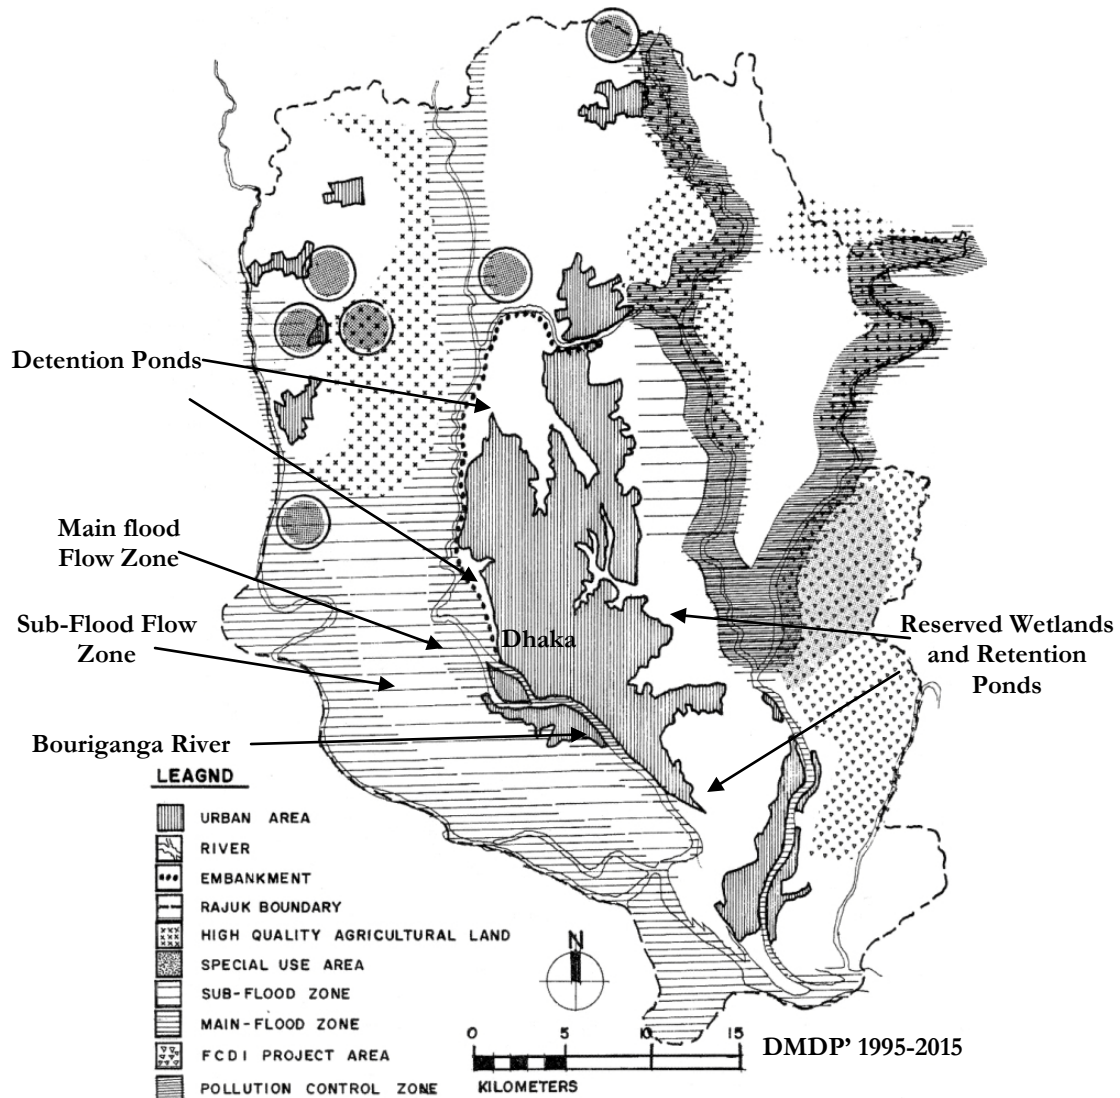 Detention Ponds
Main flood
Flow Zone
Sub-Flood Flow
Zone
Dhaka
Reserved Wetlands
and Retention
Ponds
Bouriganga River
LEAGND
URBAN AREA
RIVER
EMBANKMENT
RAJUK BOUNDARY
HIGH QUALITY AGRICULTURAL LAND
SPECIAL USE AREA
SUB-FLOOD ZONE
MAIN-FLOOD ZONE
FCDI PROJECT AREA
POLLUTION CONTROL ZONE
N
0 5 10 15
KILOMETERS
DMDP' 1995-2015